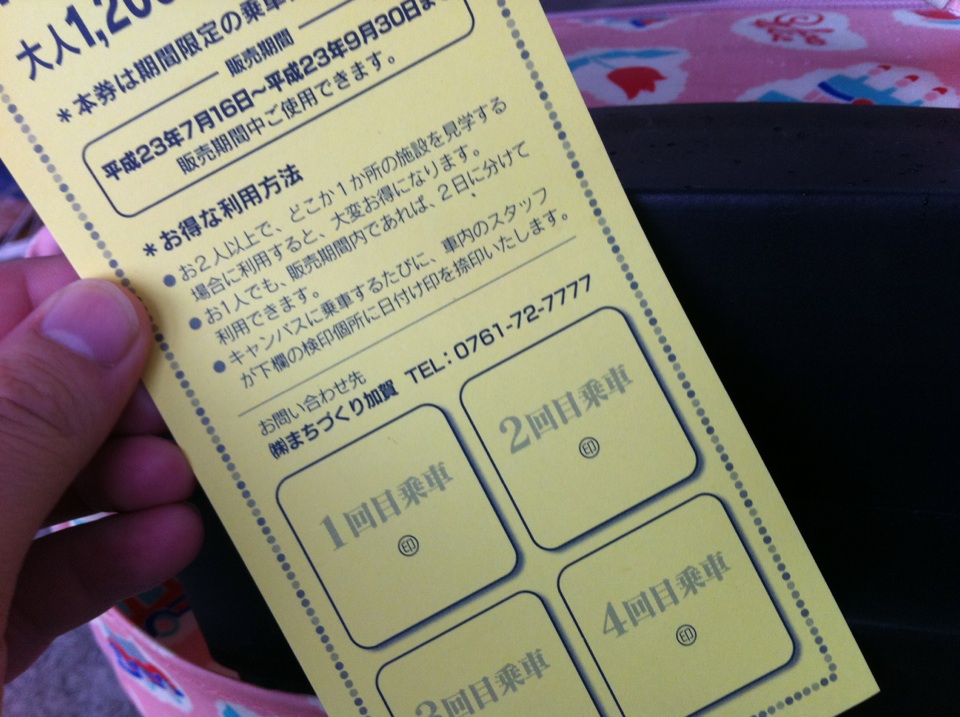 大人1,200
＊本券は期間限定の乗車
販売期間
平成23年7月16日～平成23年9月30日ま
販売期間中ご使用できます。
＊お得な利用方法
●お2人以上で、どこか1か所の施設を見学する
場合に利用すると、大変お得になります。
●お1人でも、販売期間内であれば、2日に分けて
利用できます。
●キャンバスに乗車するたびに、車内のスタッフ
が下欄の検印個所に日付け印を捺印いたします。
お問い合わせ先
㈱まちづくり加賀 TEL：0761-72-7777
1回目乗車
印
2回目乗車
印
3回目乗車
4回目乗車
印